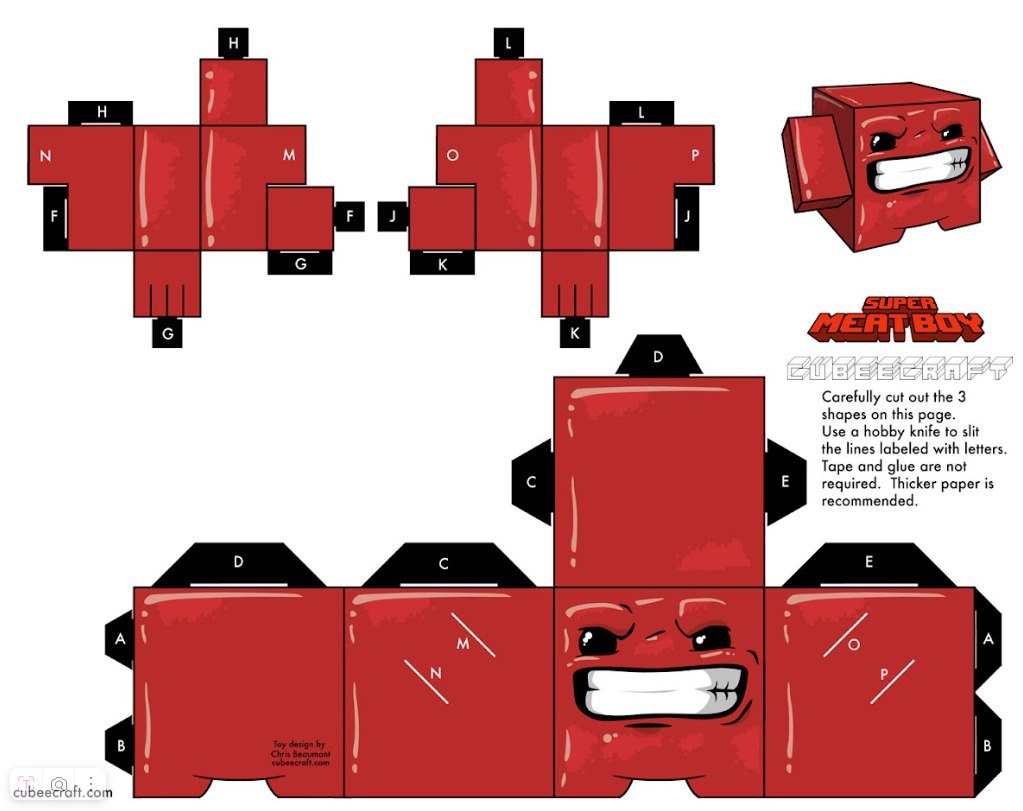 H
L
H
L
N
M
O
P
F
F
J
J
G
K
G
K
SUPER
MEATBOY
CUBEECRAFT
Carefully cut out the 3
shapes on this page.
Use a hobby knife to slit
the lines labeled with letters.
Tape and glue are not
required. Thicker paper is
recommended.
D
C
E
D
C
E
A
M
N
O
P
A
B
B
Toy design by
Chris Beaumont
cubeecraft.com
cubeecraft.com